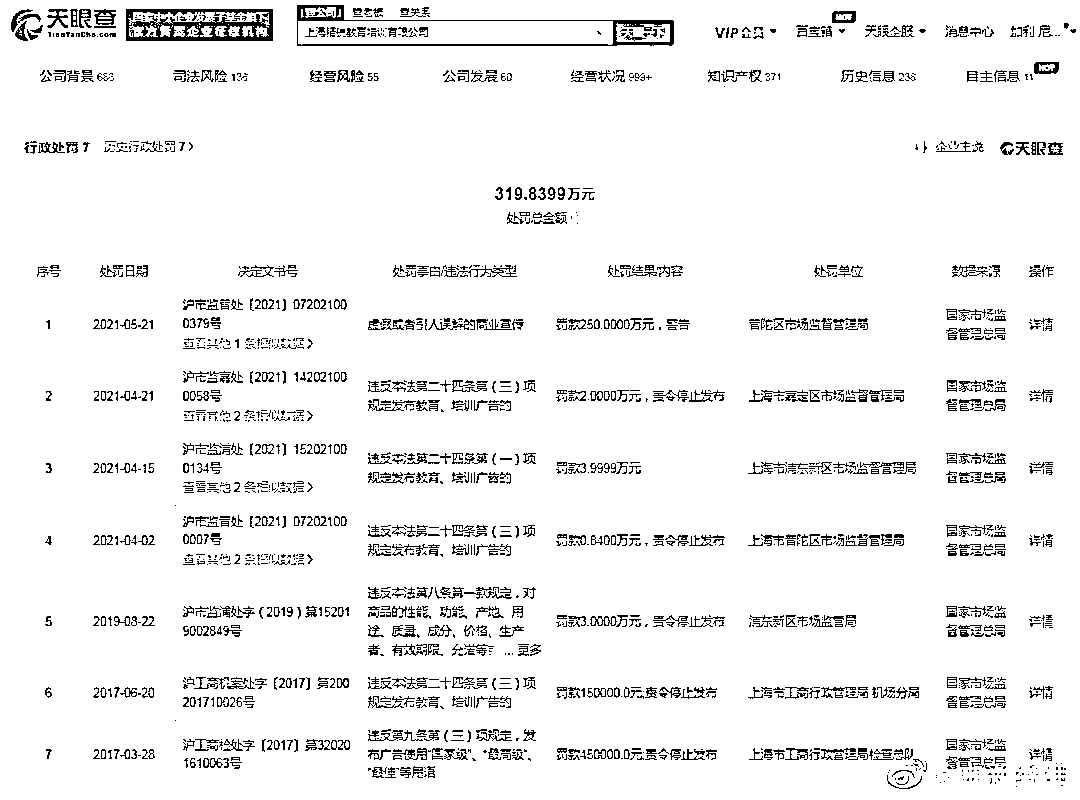 天眼查
TianYanCha.com
国家中小企业发展子基金旗下
官方备案企业征信机构
查公司 查老板 查关系
教育培训有限公司
天眼一下
VIP会员 百宝箱 HOT 天眼企服 消息中心
公司背景 司法风险 136 经营风险 55 公司发展 60 经营状况 999+ 知识产权 371 历史信息 236 自主信息 11 HOT
行政处罚 7 历史行政处罚 7 >
天眼查
319.8399万元
处罚总金额
序号 处罚日期 决定文书号 处罚事由/违法行为类型 处罚结果/内容 处罚单位 数据来源 操作
1 2021-05-21 沪市监普处〔2021〕072021000379号 虚假或者引人误解的商业宣传 罚款250.0000万元，警告 普陀区市场监督管理局 国家市场监督管理总局 详情
查看其他 1 条相似数据 >
2 2021-04-21 沪市监嘉处〔2021〕142021000058号 违反本法第二十四条第（三）项规定发布教育、培训广告的 罚款2.0000万元，责令停止发布 上海市嘉定区市场监督管理局 国家市场监督管理总局 详情
查看其他 2 条相似数据 >
3 2021-04-15 沪市监浦处〔2021〕152021000134号 违反本法第二十四条第（一）项规定发布教育、培训广告的 罚款3.9999万元 上海市浦东新区市场监督管理局 国家市场监督管理总局 详情
查看其他 2 条相似数据 >
4 2021-04-02 沪市监普处〔2021〕072021000007号 违反本法第二十四条第（三）项规定发布教育、培训广告的 罚款0.8400万元，责令停止发布 上海市普陀区市场监督管理局 国家市场监督管理总局 详情
查看其他 2 条相似数据 >
5 2019-08-22 沪市监浦处字（2019）第152019002849号 违反本法第八条第一款规定，对商品的性能、功能、产地、用途、质量、成分、价格、生产者、有效期限、允诺等 ... 更多 罚款3.0000万元，责令停止发布 浦东新区市场监管局 国家市场监督管理总局 详情
6 2017-06-20 沪工商机案处字〔2017〕第200201710026号 违反本法第二十四条第（三）项规定发布教育、培训广告的 罚款150000.0元;责令停止发布 上海市工商行政管理局 机场分局 国家市场监督管理总局 详情
7 2017-03-28 沪工商检处字〔2017〕第320201610063号 违反第九条第（三）项规定，发布广告使用“国家级”、“最高级”、“最佳”等用语 罚款450000.0元;责令停止发布 上海市工商行政管理局检查总队 国家市场监督管理总局 详情